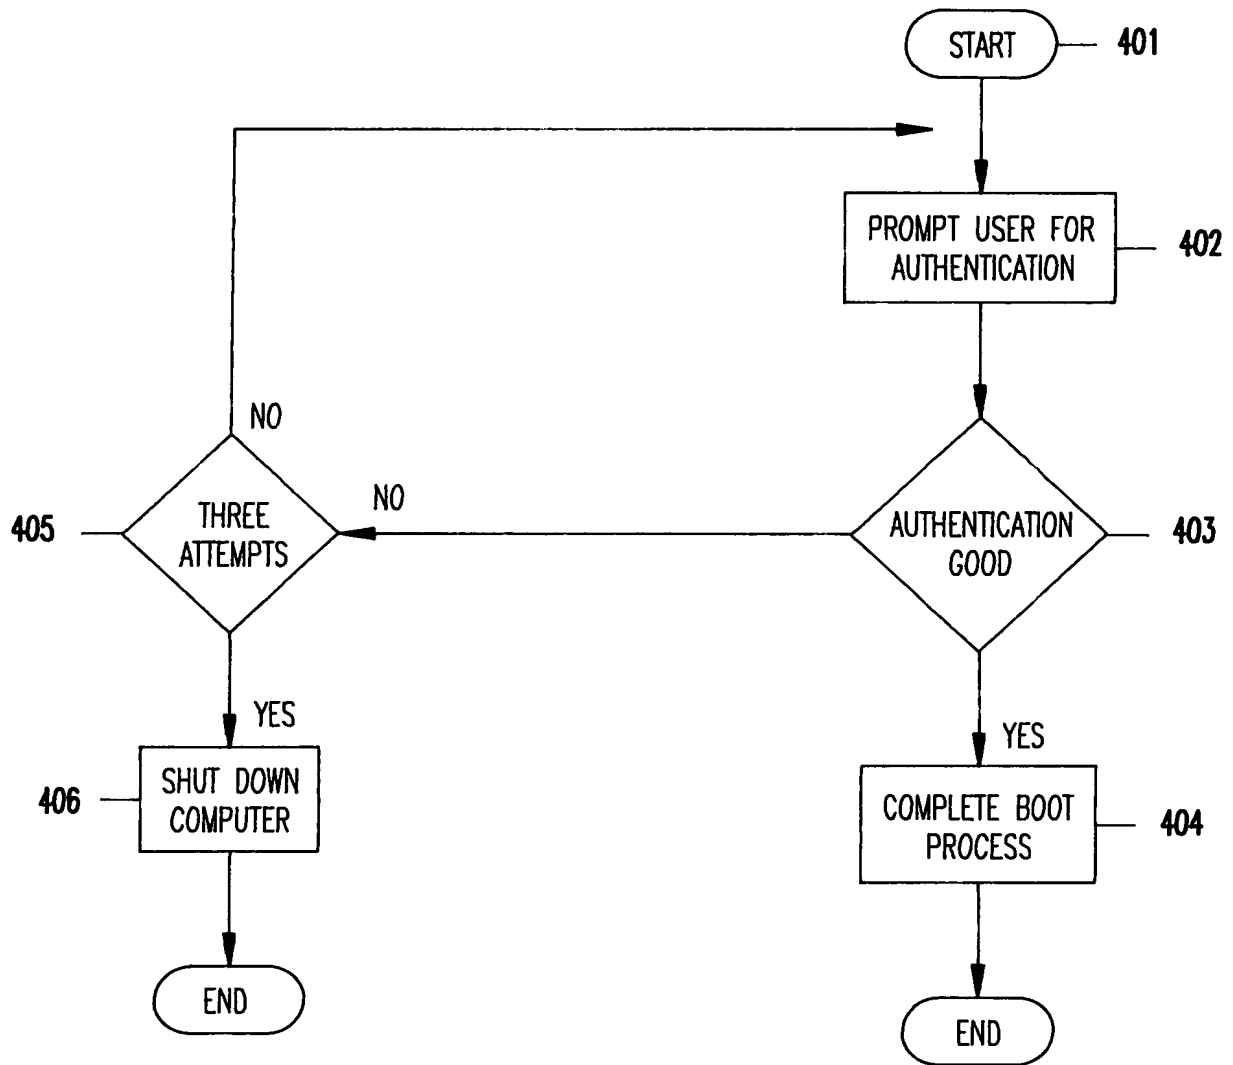 START
401
PROMPT USER FOR
AUTHENTICATION
402
NO
THREE
ATTEMPTS
405
NO
AUTHENTICATION
GOOD
403
YES
SHUT DOWN
COMPUTER
406
YES
COMPLETE BOOT
PROCESS
404
END
END